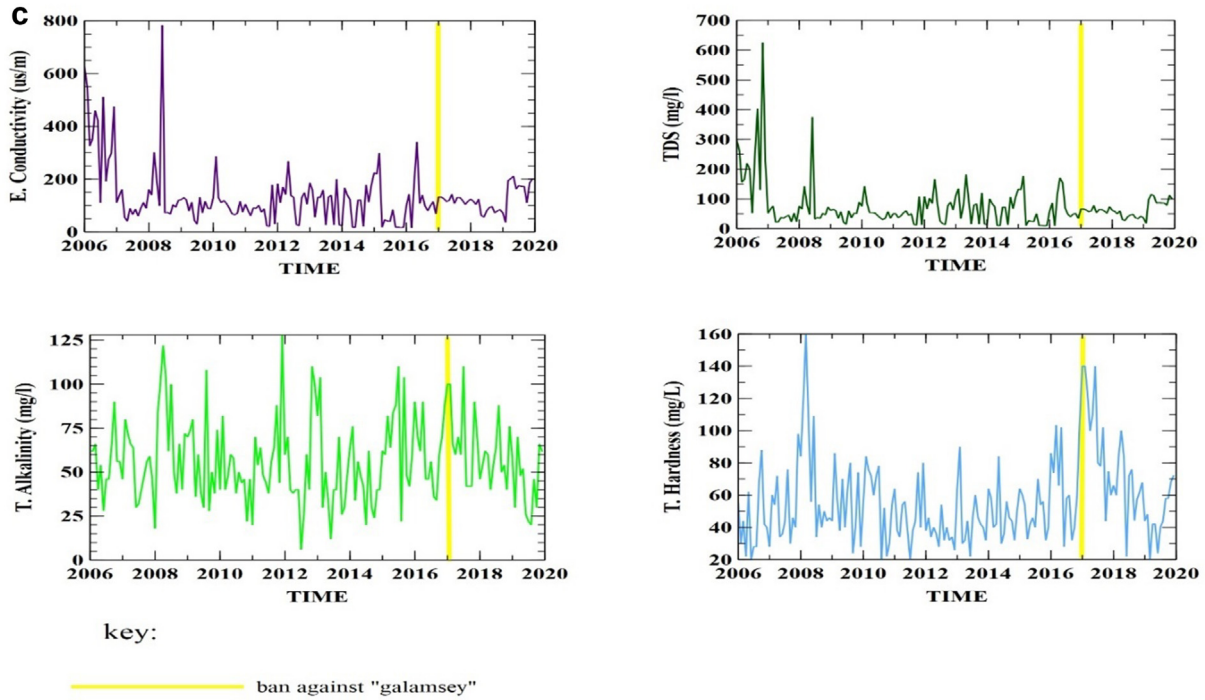 c
E. Conductivity (us/m)
800
600
400
200
0
2006 2008 2010 2012 2014 2016 2018 2020
TIME
TDS (mg/l)
700
600
500
400
300
200
100
0
2006 2008 2010 2012 2014 2016 2018 2020
TIME
T. Alkalinity (mg/l)
125
100
75
50
25
0
2006 2008 2010 2012 2014 2016 2018 2020
TIME
T. Hardness (mg/L)
160
140
120
100
80
60
40
20
2006 2008 2010 2012 2014 2016 2018 2020
TIME
key:
ban against "galamsey"